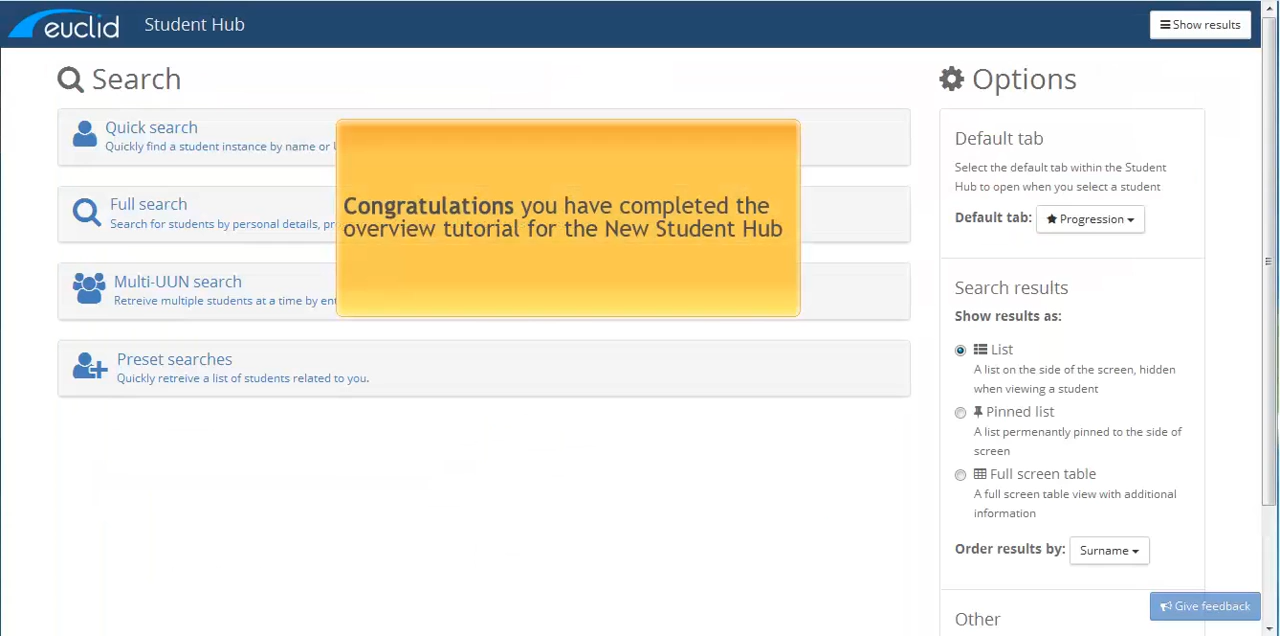 euclid Student Hub
Show results
Search
Quick search
Quickly find a student instance by name or
Full search
Search for students by personal details,
Multi-UUN search
Retreive multiple students at a time by
Preset searches
Quickly retreive a list of students related to you.
Congratulations you have completed the
overview tutorial for the New Student Hub
Options
Default tab
Select the default tab within the Student
Hub to open when you select a student
Default tab: Progression
Search results
Show results as:
List
A list on the side of the screen, hidden
when viewing a student
Pinned list
A list permenantly pinned to the side of
screen
Full screen table
A full screen table view with additional
information
Order results by: Surname
Other
Give feedback